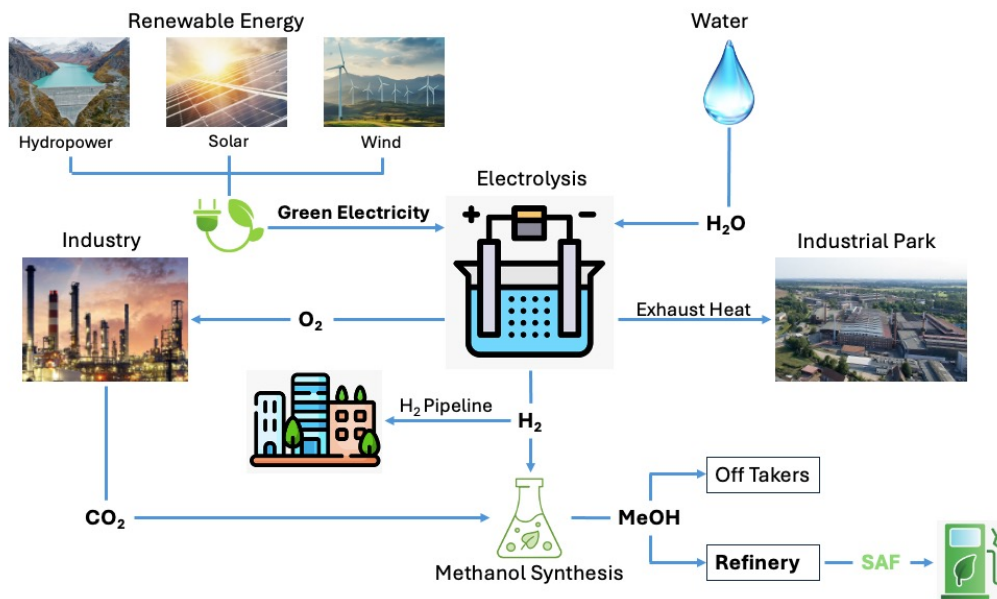 Renewable Energy
Water
Hydropower
Solar
Wind
Electrolysis
Green Electricity
+
−
H₂O
Industry
Industrial Park
O₂
Exhaust Heat
H₂ Pipeline
H₂
Off Takers
CO₂
MeOH
Refinery
SAF
Methanol Synthesis